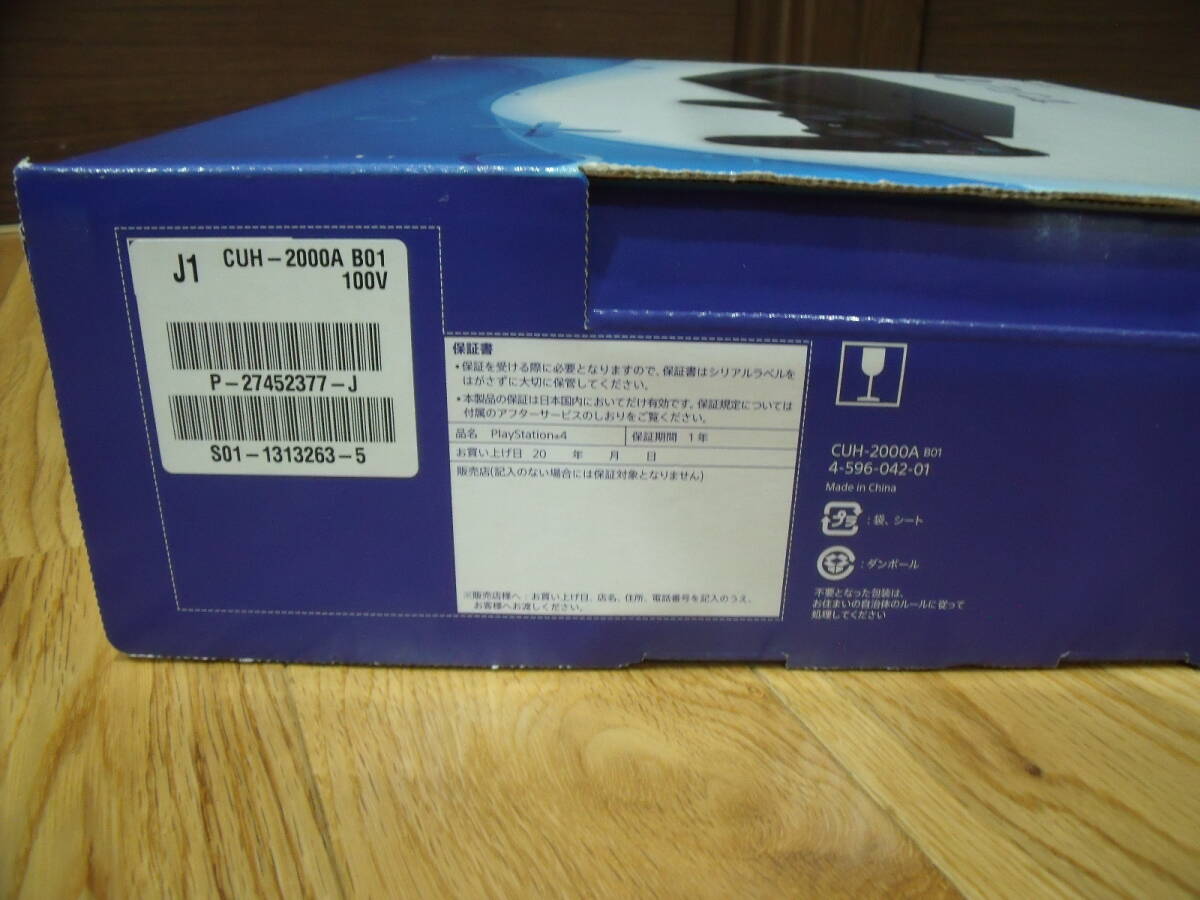 J1 CUH-2000A B01
100V
P-27452377-J
S01-1313263-5
保証書
・保証を受ける際に必要となりますので、保証書はシリアルラベルを
はがさずに大切に保管してください。
・本製品の保証は日本国内においてだけ有効です。保証規定については
付属のアフターサービスのしおりをご覧ください。
品名 PlayStation®4 保証期間 1年
お買い上げ日 20 年 月 日
販売店(記入のない場合には保証対象となりません)
※販売店様へ:お買い上げ日、店名、住所、電話番号を記入のうえ、
お客様へお渡しください。
CUH-2000A B01
4-596-042-01
Made in China
プラ :袋、シート
:ダンボール
不要となった包装は、
お住まいの自治体のルールに従って
処理してください